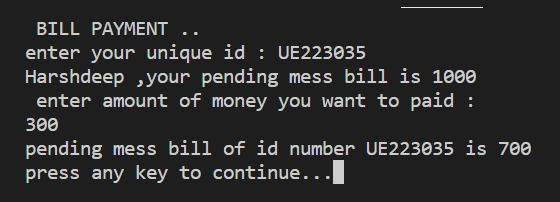 BILL PAYMENT ..
enter your unique id : UE223035
Harshdeep ,your pending mess bill is 1000
enter amount of money you want to paid :
300
pending mess bill of id number UE223035 is 700
press any key to continue...